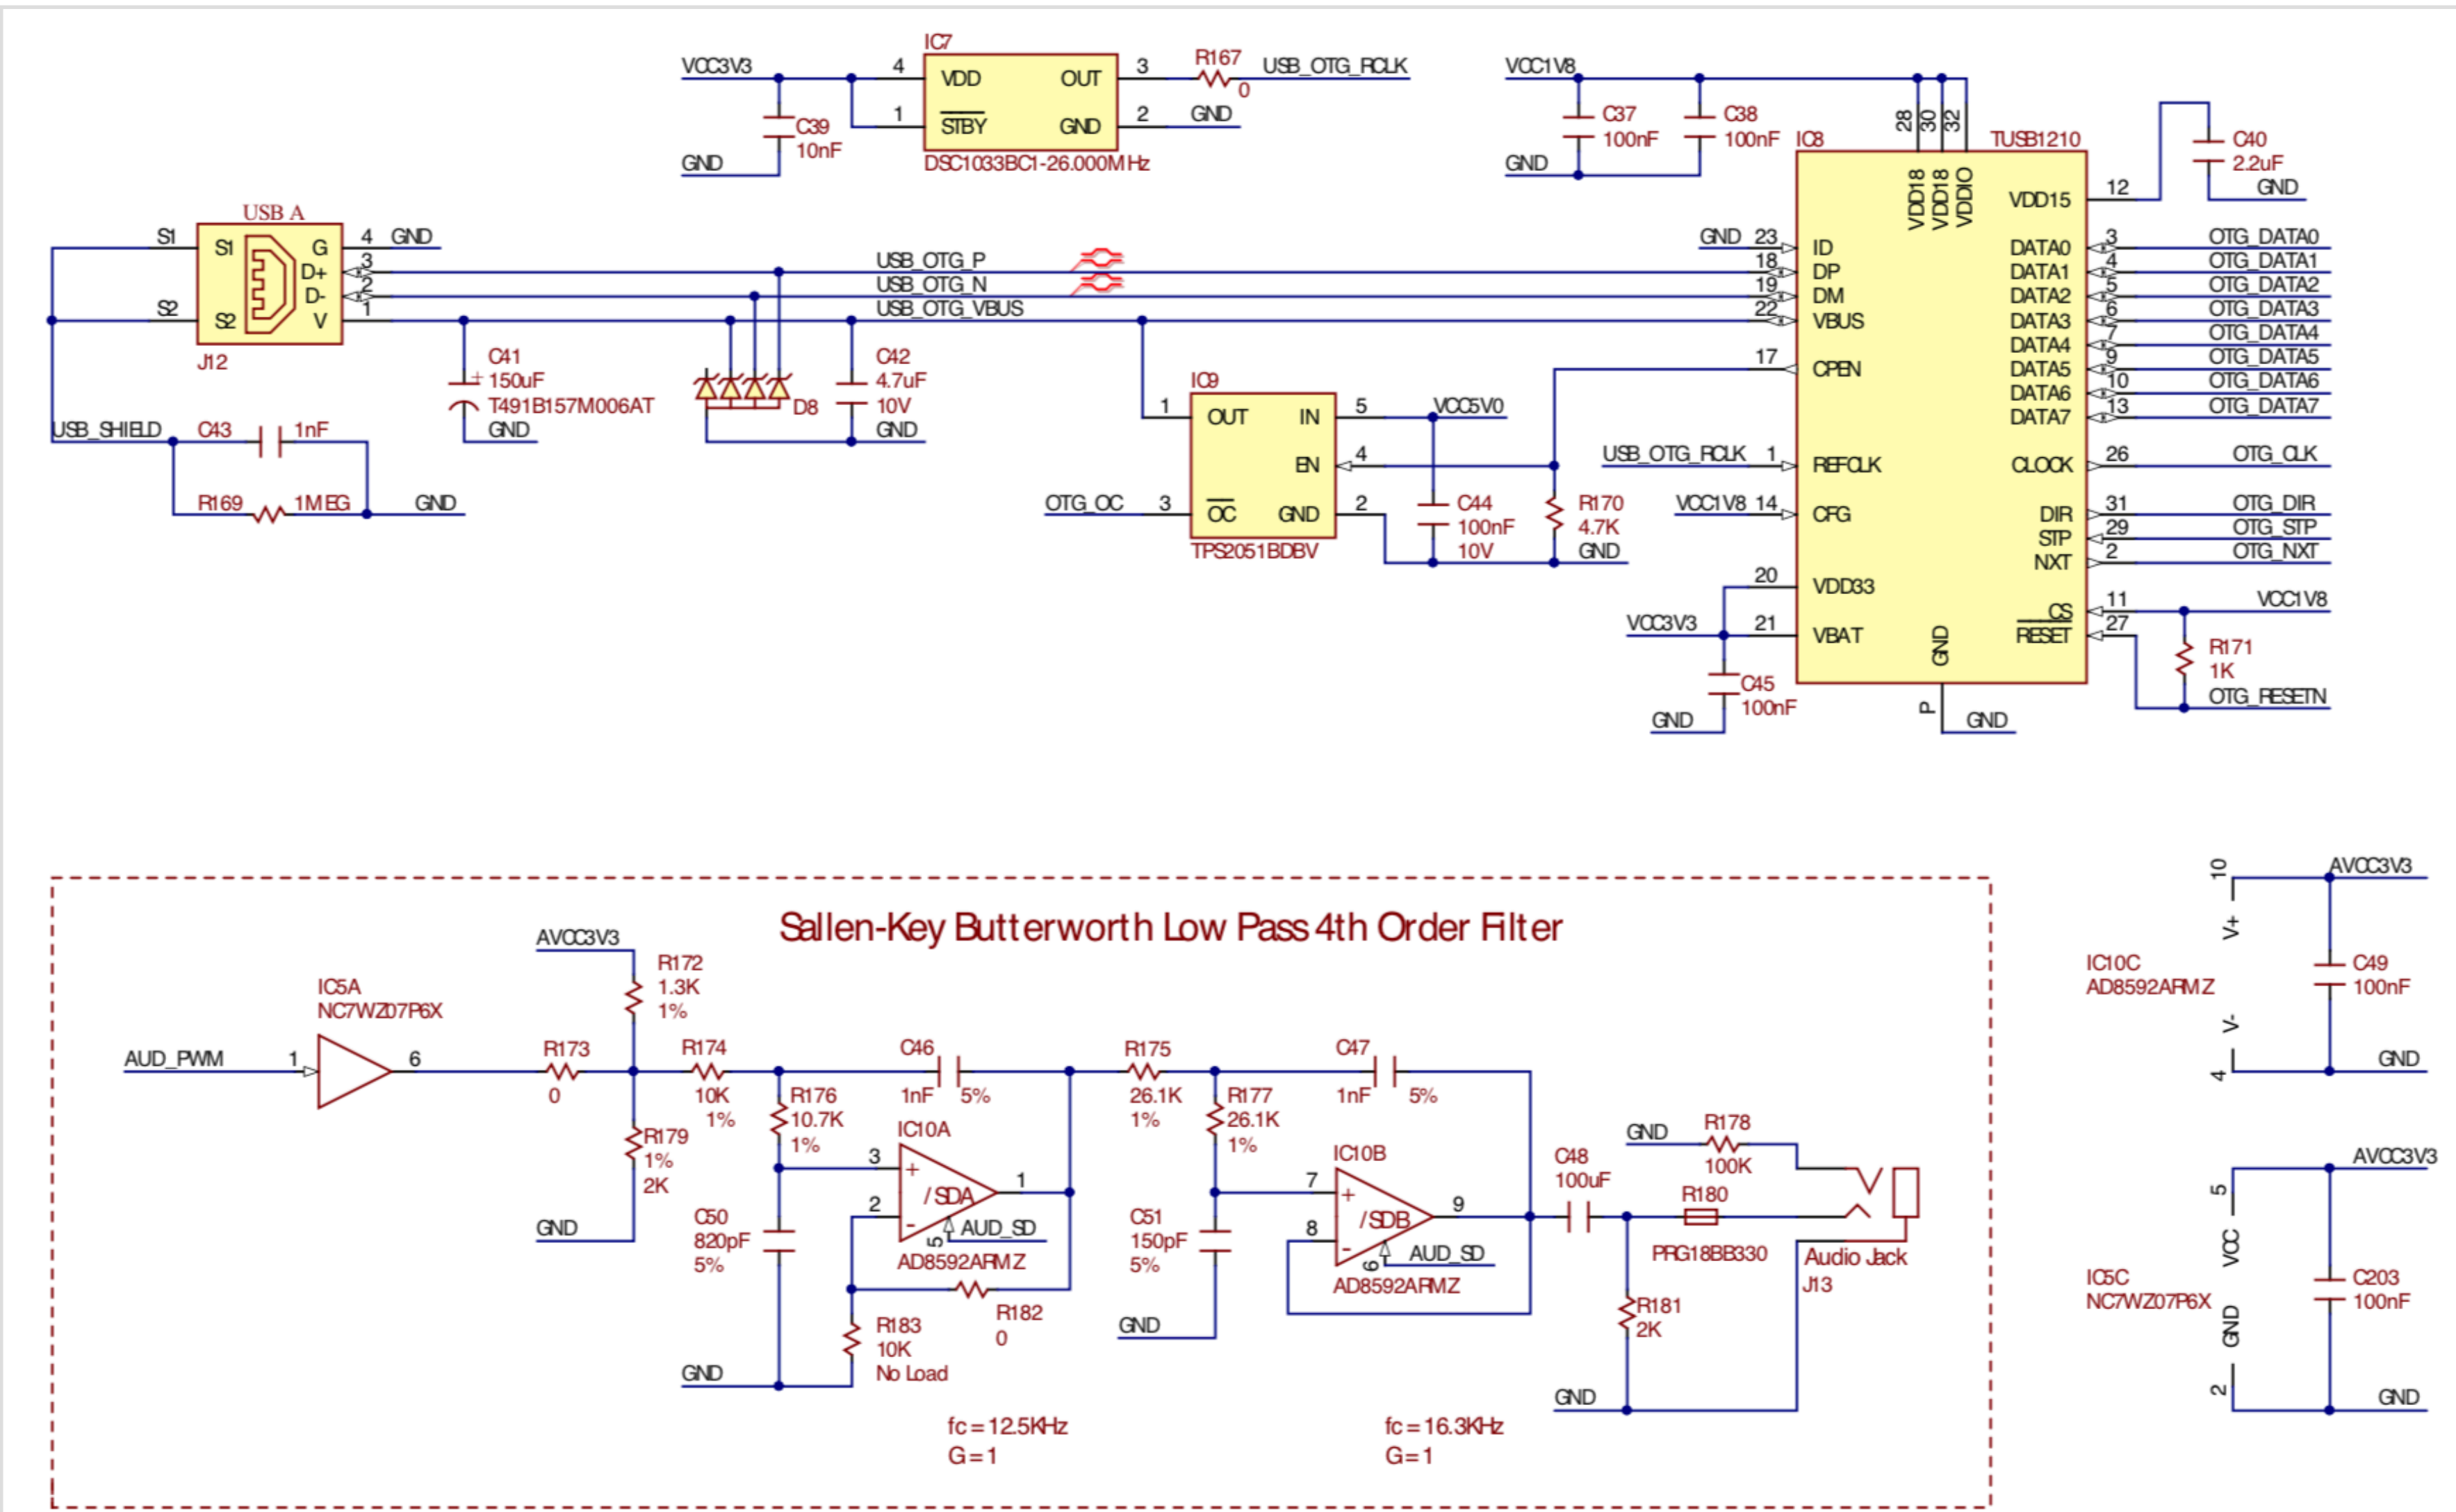 IC7
VCC3V3
4
VDD
OUT
3
R167
0
USB_OTG_RCLK
1
STBY
GND
2
GND
C39
10nF
GND
DSC1033BC1-26.000MHz
VCC1V8
C37
100nF
C38
100nF
GND
IC8
TUSB1210
28
30
32
VDD18
VDD18
VDDIO
C40
2.2uF
VDD15
12
GND
USB A
S1
S1
G
4
GND
D+
3
D-
2
S2
S2
V
1
J12
USB_OTG_P
USB_OTG_N
USB_OTG_VBUS
GND
23
ID
18
DP
19
DM
22
VBUS
17
CPEN
DATA0
3
OTG_DATA0
DATA1
4
OTG_DATA1
DATA2
5
OTG_DATA2
DATA3
6
OTG_DATA3
DATA4
7
OTG_DATA4
DATA5
9
OTG_DATA5
DATA6
10
OTG_DATA6
DATA7
13
OTG_DATA7
C41
+
150uF
T491B157M006AT
GND
D8
C42
4.7uF
10V
GND
USB_SHIELD
C43
1nF
R169
1MEG
GND
IC9
1
OUT
IN
5
VCC5V0
EN
4
OTG_OC
3
OC
GND
2
TPS2051BDBV
C44
100nF
10V
R170
4.7K
GND
USB_OTG_RCLK
1
REFCLK
VCC1V8
14
CFG
20
VDD33
VCC3V3
21
VBAT
C45
100nF
GND
GND
P
GND
CLOCK
26
OTG_CLK
DIR
31
OTG_DIR
STP
29
OTG_STP
NXT
2
OTG_NXT
CS
11
VCC1V8
RESET
27
R171
1K
OTG_RESETN
Sallen-Key Butterworth Low Pass 4th Order Filter
AVCC3V3
R172
1.3K
1%
IC5A
NC7WZ07P6X
AUD_PWM
1
6
R173
0
R174
10K
1%
R179
1%
2K
GND
R176
10.7K
1%
C46
1nF
5%
IC10A
3
+
/SDA
1
2
-
5
AUD_SD
AD8592ARMZ
C50
820pF
5%
R182
0
R183
10K
No Load
GND
fc=12.5KHz
G=1
R175
26.1K
1%
R177
26.1K
1%
C47
1nF
5%
IC10B
7
+
/SDB
9
8
-
6
AUD_SD
AD8592ARMZ
C51
150pF
5%
GND
fc=16.3KHz
G=1
C48
100uF
GND
R178
100K
R180
PRG18BB330
Audio Jack
J13
R181
2K
GND
10
AVCC3V3
V+
IC10C
AD8592ARMZ
C49
100nF
V-
4
GND
5
AVCC3V3
VCC
IC5C
NC7WZ07P6X
C203
100nF
GND
2
GND